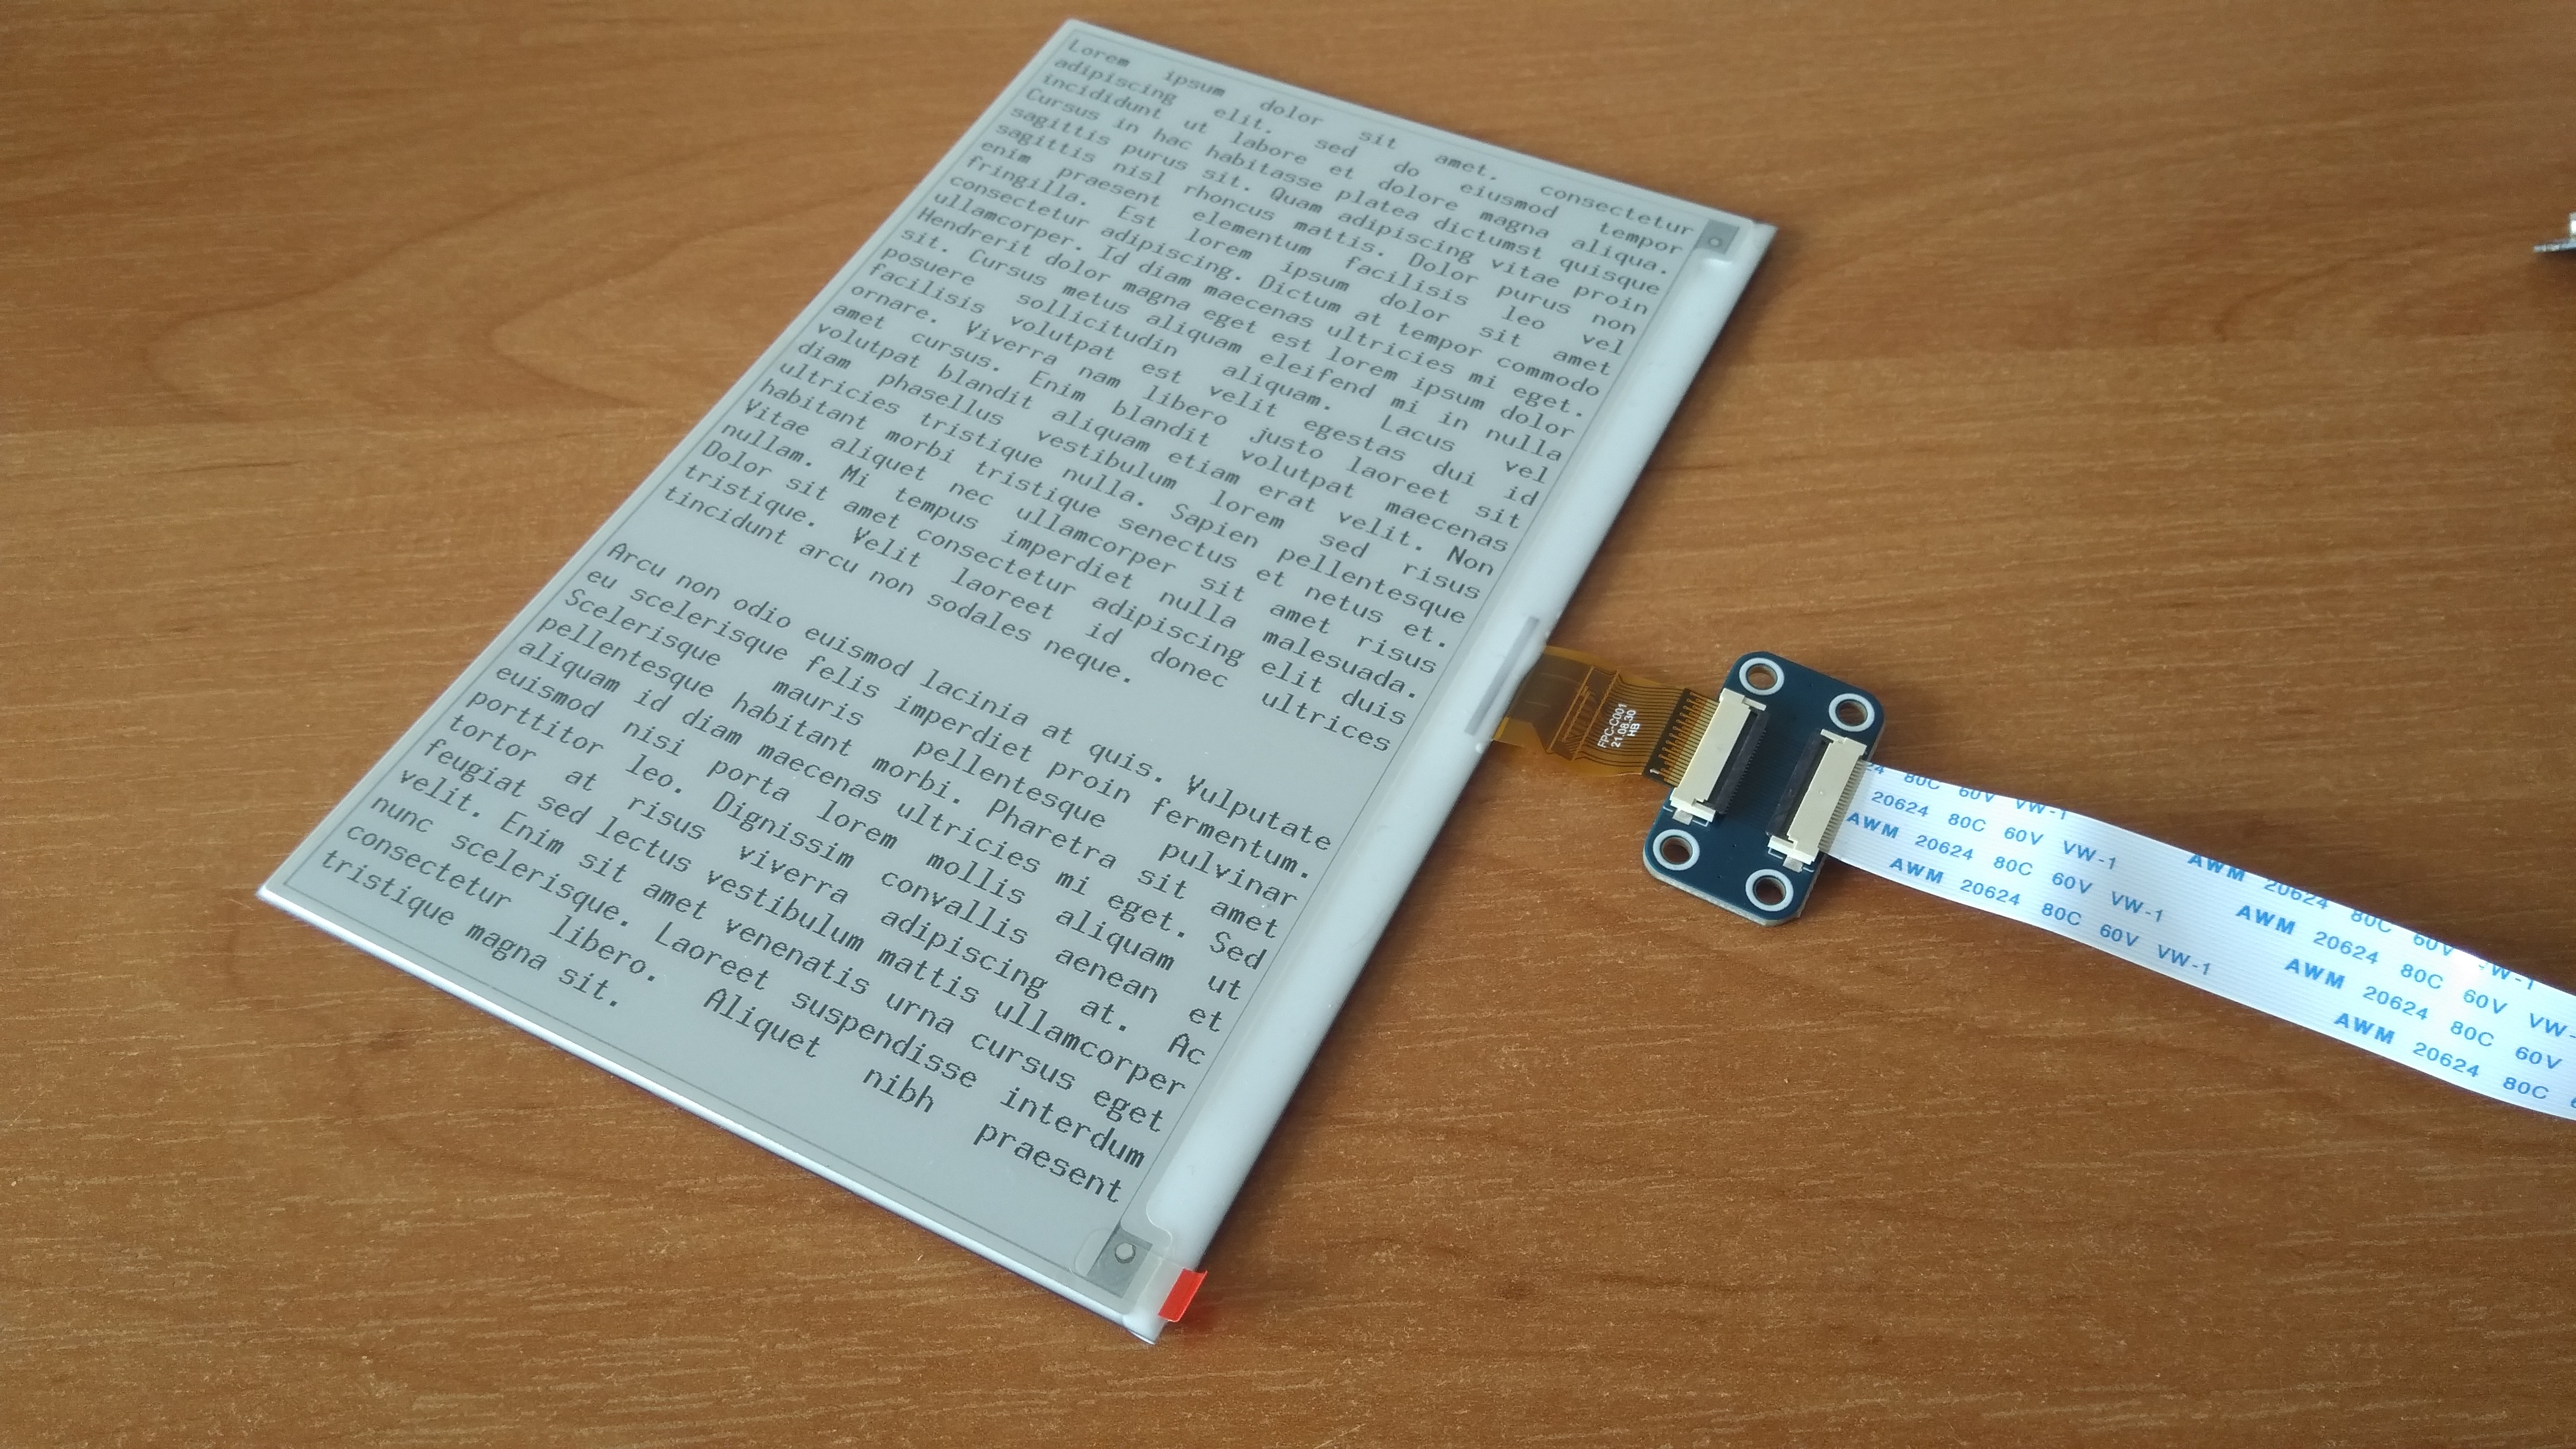 Lorem ipsum dolor sit amet, consectetur
adipiscing elit, sed do eiusmod tempor
incididunt ut labore et dolore magna aliqua.
Cursus in hac habitasse platea dictumst quisque
sagittis purus sit. Quam adipiscing vitae proin
sagittis nisl rhoncus mattis. Dolor purus non
enim praesent elementum facilisis leo vel
fringilla. Est lorem ipsum dolor sit amet
consectetur adipiscing. Dictum at tempor commodo
ullamcorper. Id diam maecenas ultricies mi eget.
Hendrerit dolor magna eget est lorem ipsum dolor
sit. Cursus metus aliquam eleifend mi in nulla
posuere sollicitudin aliquam. Lacus vel
facilisis volutpat est velit egestas dui id
ornare. Viverra nam libero justo laoreet sit
amet cursus. Enim blandit volutpat maecenas
volutpat blandit aliquam etiam erat velit. Non
diam phasellus vestibulum lorem sed risus
ultricies tristique nulla. Sapien pellentesque
habitant morbi tristique senectus et netus et.
Vitae aliquet nec ullamcorper sit amet risus
nullam. Mi tempus imperdiet nulla malesuada.
Dolor sit amet consectetur adipiscing elit duis
tristique. Velit laoreet id donec ultrices
tincidunt arcu non sodales neque.
Arcu non odio euismod lacinia at quis. Vulputate
eu scelerisque felis imperdiet proin fermentum.
Scelerisque mauris pellentesque pulvinar
pellentesque habitant morbi. Pharetra sit amet
aliquam id diam maecenas ultricies mi eget. Sed
euismod nisi porta lorem mollis aliquam ut
porttitor leo. Dignissim convallis aenean et
tortor at risus viverra adipiscing at. Ac
feugiat sed lectus vestibulum mattis ullamcorper
velit. Enim sit amet venenatis urna cursus eget
nunc scelerisque. Laoreet suspendisse interdum
consectetur libero. Aliquet nibh praesent
tristique magna sit.
FPC-C001
21.08.30
HB
80C 60V VW-1 AWM 20624 80C 60V VW-1
20624 80C 60V VW-1 AWM 20624 80C 60V VW-
AWM 20624 80C 60V VW-1 AWM 20624 80C 60V
AWM 20624 80C 60V VW-1 AWM 20624 80C